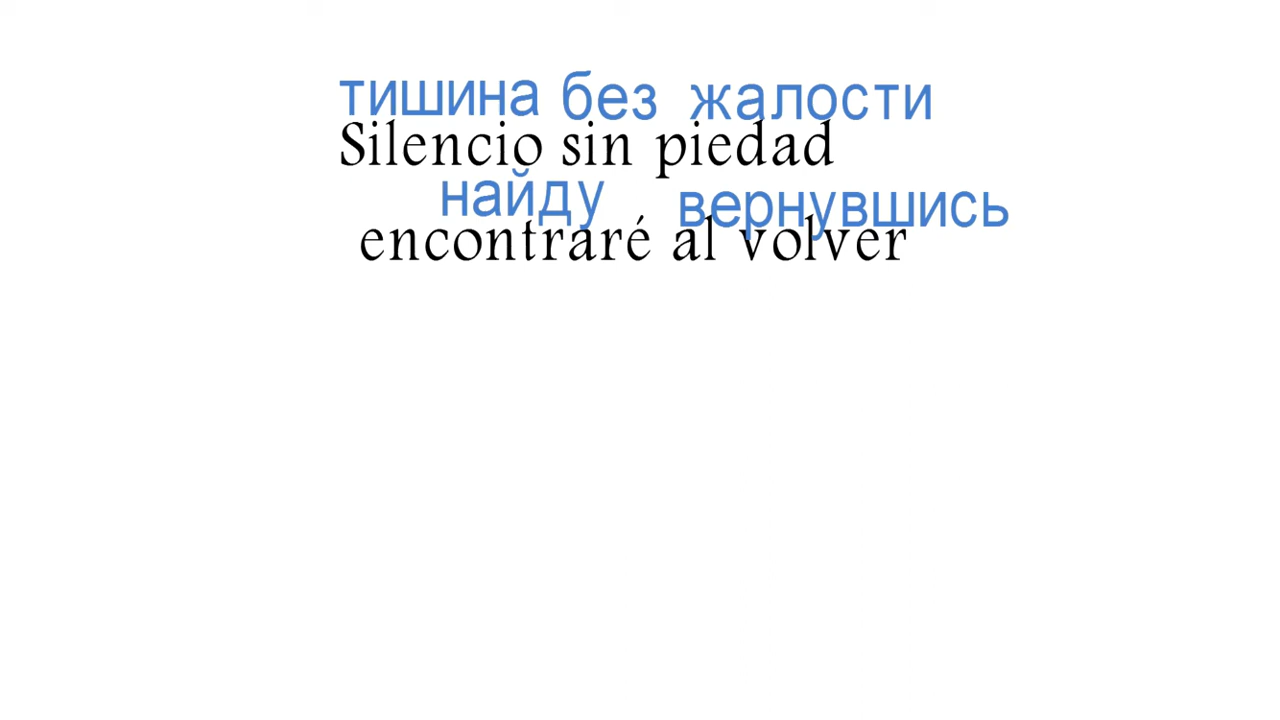 тишина без жалости
Silencio sin piedad
найду вернувшись
encontraré al volver